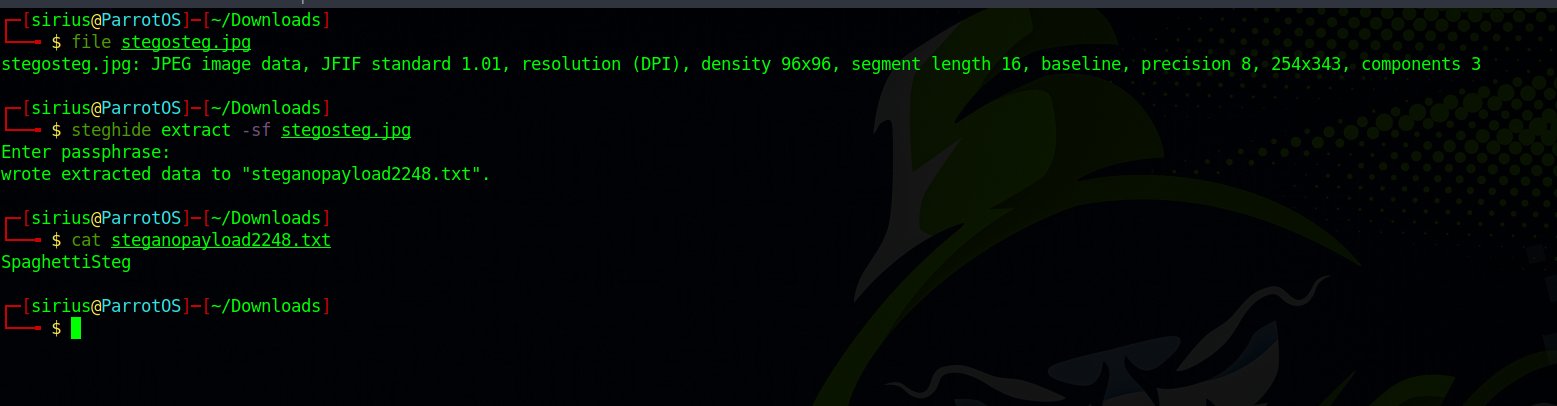 ┌─[sirius@ParrotOS]─[~/Downloads]
└──╼ $ file stegosteg.jpg
stegosteg.jpg: JPEG image data, JFIF standard 1.01, resolution (DPI), density 96x96, segment length 16, baseline, precision 8, 254x343, components 3
┌─[sirius@ParrotOS]─[~/Downloads]
└──╼ $ steghide extract -sf stegosteg.jpg
Enter passphrase:
wrote extracted data to "steganopayload2248.txt".
┌─[sirius@ParrotOS]─[~/Downloads]
└──╼ $ cat steganopayload2248.txt
SpaghettiSteg
┌─[sirius@ParrotOS]─[~/Downloads]
└──╼ $